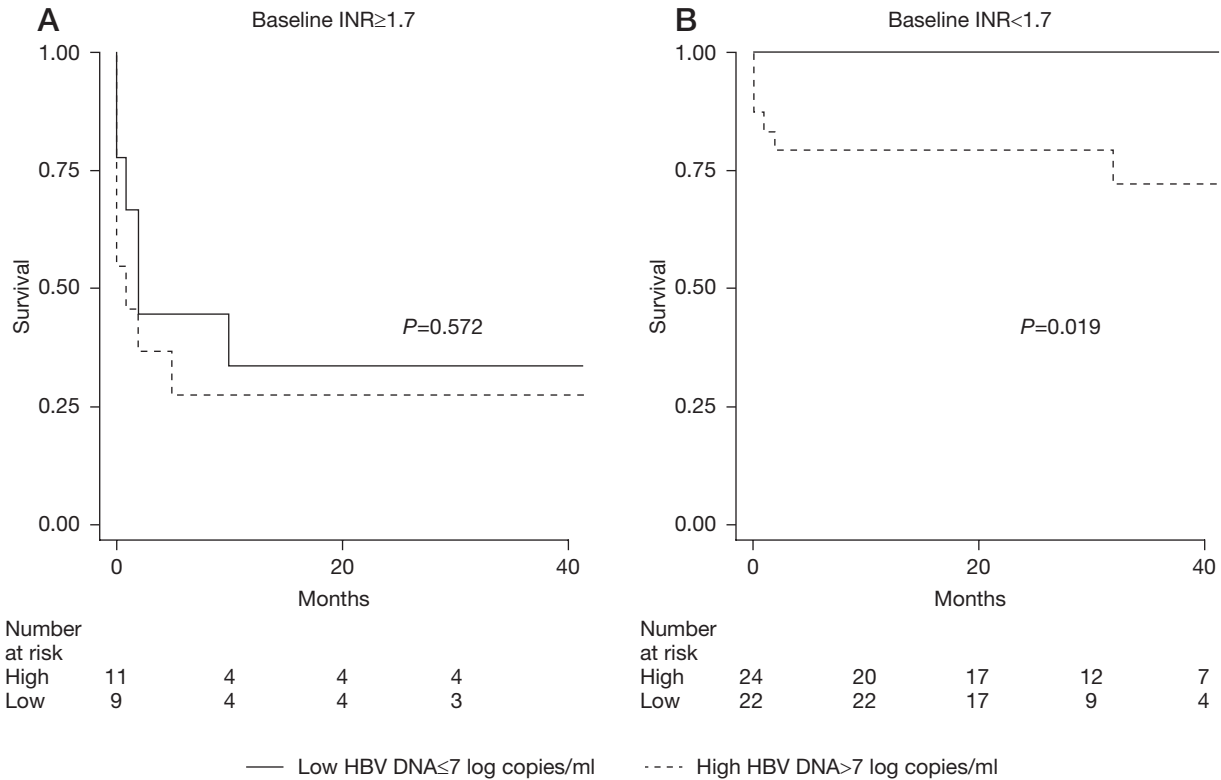 A
Baseline INR≥1.7
1.00
0.75
0.50
0.25
0.00
Survival
P=0.572
0 20 40
Months
Number
at risk
High 11 4 4 4
Low 9 4 4 3
B
Baseline INR<1.7
1.00
0.75
0.50
0.25
0.00
Survival
P=0.019
0 20 40
Months
Number
at risk
High 24 20 17 12 7
Low 22 22 17 9 4
Low HBV DNA≤7 log copies/ml
High HBV DNA>7 log copies/ml